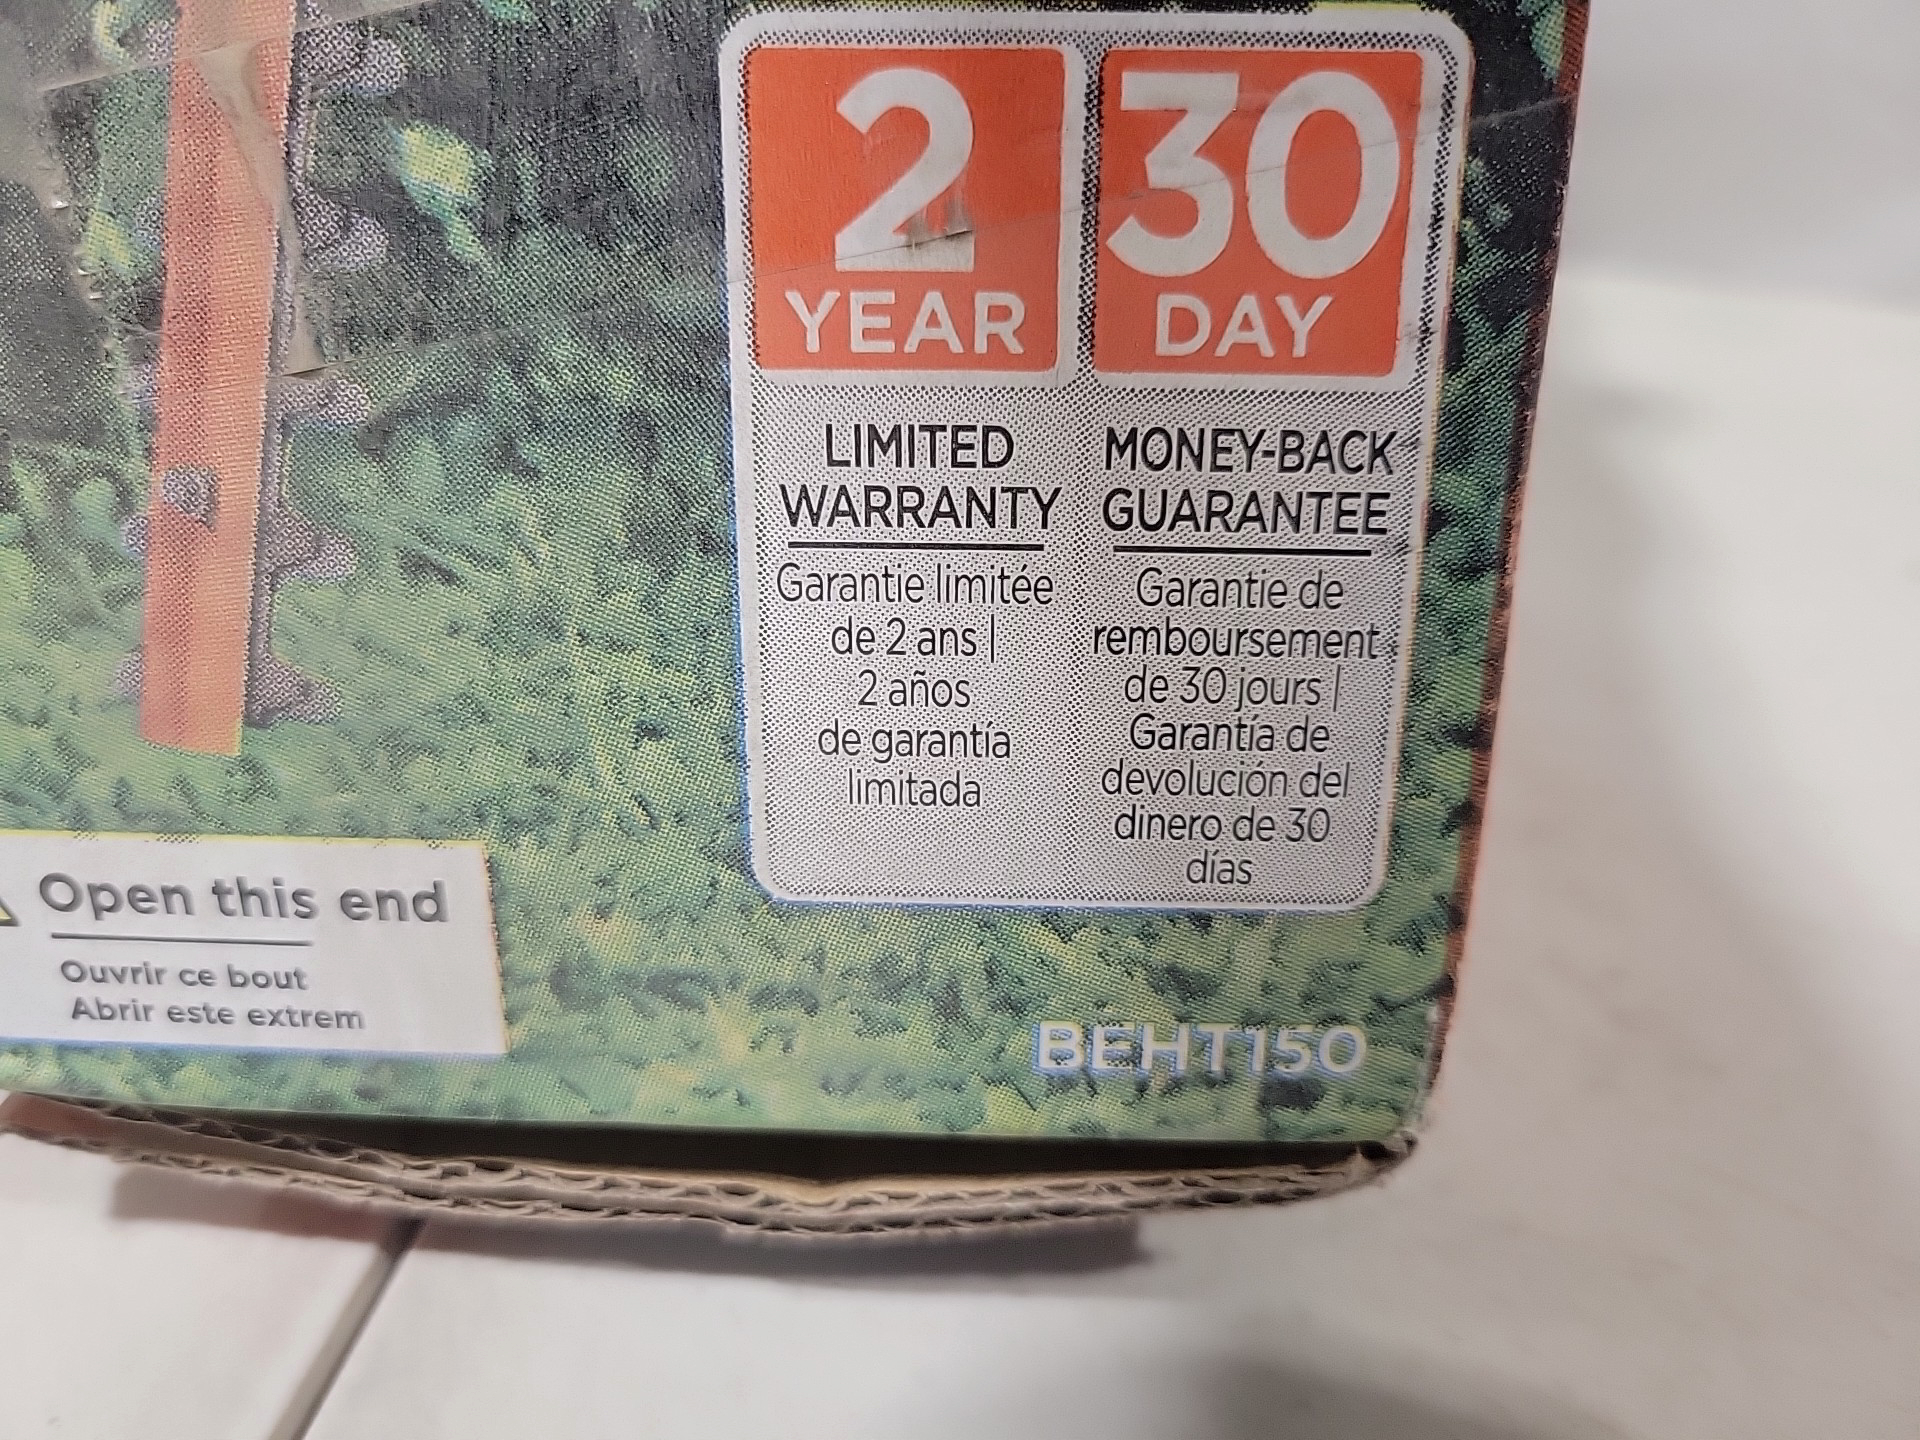 2
YEAR
LIMITED
WARRANTY
Garantie limitée
de 2 ans |
2 años
de garantía
limitada
30
DAY
MONEY-BACK
GUARANTEE
Garantie de
remboursement
de 30 jours |
Garantía de
devolución del
dinero de 30
días
Open this end
Ouvrir ce bout
Abrir este extrem
BEHT150